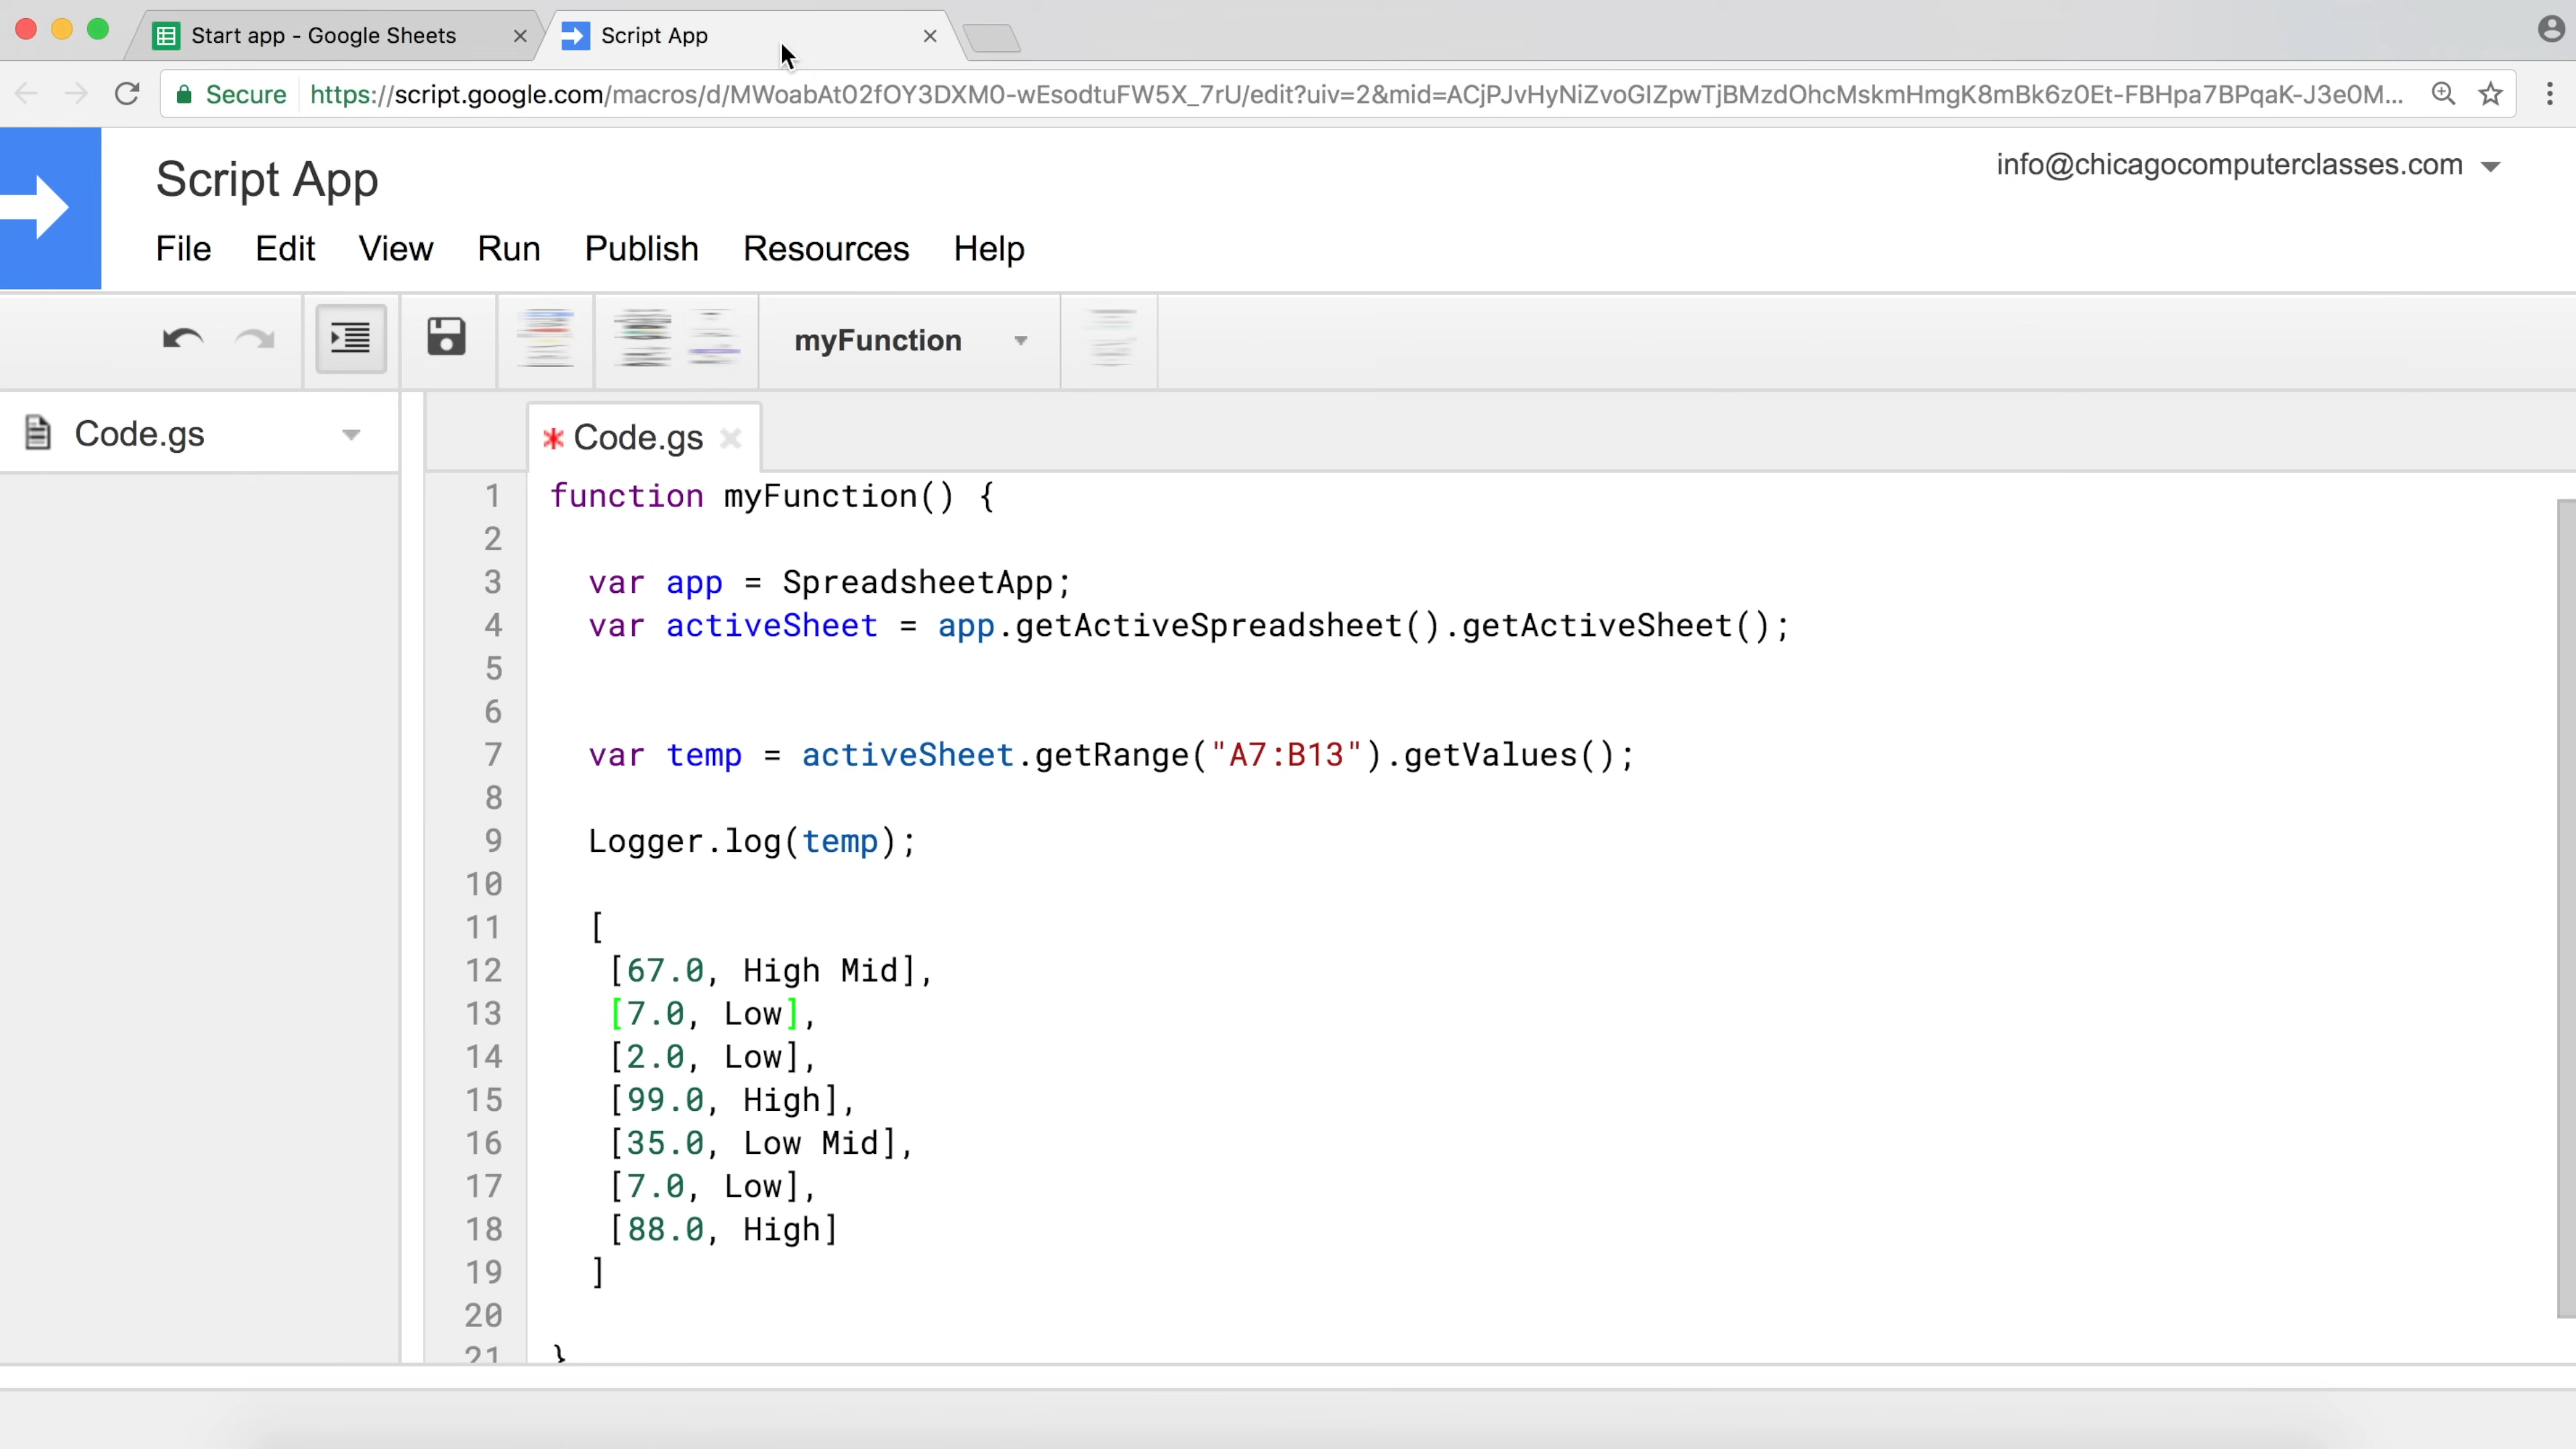 Start app - Google Sheets
Script App
Secure https://script.google.com/macros/d/MWoabAt02fOY3DXM0-wEsodtuFW5X_7rU/edit?uiv=2&mid=ACjPJvHyNiZvoGIZpwTjBMzdOhcMskmHmgK8mBk6z0Et-FBHpa7BPqaK-J3e0M...
Script App
info@chicagocomputerclasses.com
File Edit View Run Publish Resources Help
myFunction
Code.gs
* Code.gs
1 function myFunction() {
2
3 var app = SpreadsheetApp;
4 var activeSheet = app.getActiveSpreadsheet().getActiveSheet();
5
6
7 var temp = activeSheet.getRange("A7:B13").getValues();
8
9 Logger.log(temp);
10
11 [
12 [67.0, High Mid],
13 [7.0, Low],
14 [2.0, Low],
15 [99.0, High],
16 [35.0, Low Mid],
17 [7.0, Low],
18 [88.0, High]
19 ]
20
21 }